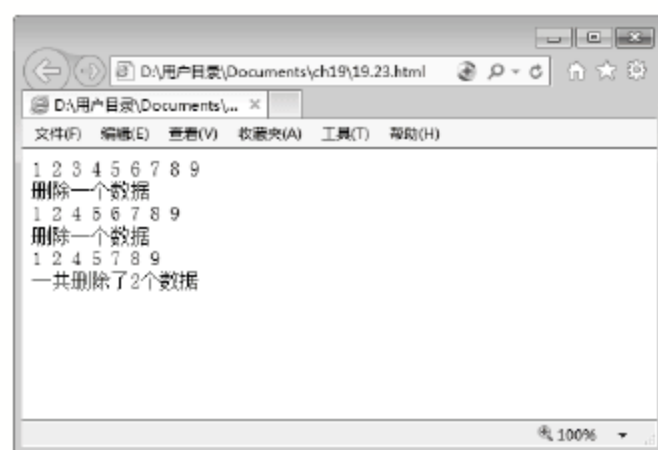 D:\用户目录\Documents\ch19\19.23.html
D:\用户目录\Documents\...
文件(F) 编辑(E) 查看(V) 收藏夹(A) 工具(T) 帮助(H)
1 2 3 4 5 6 7 8 9
删除一个数据
1 2 4 5 6 7 8 9
删除一个数据
1 2 4 5 7 8 9
一共删除了2个数据
100%